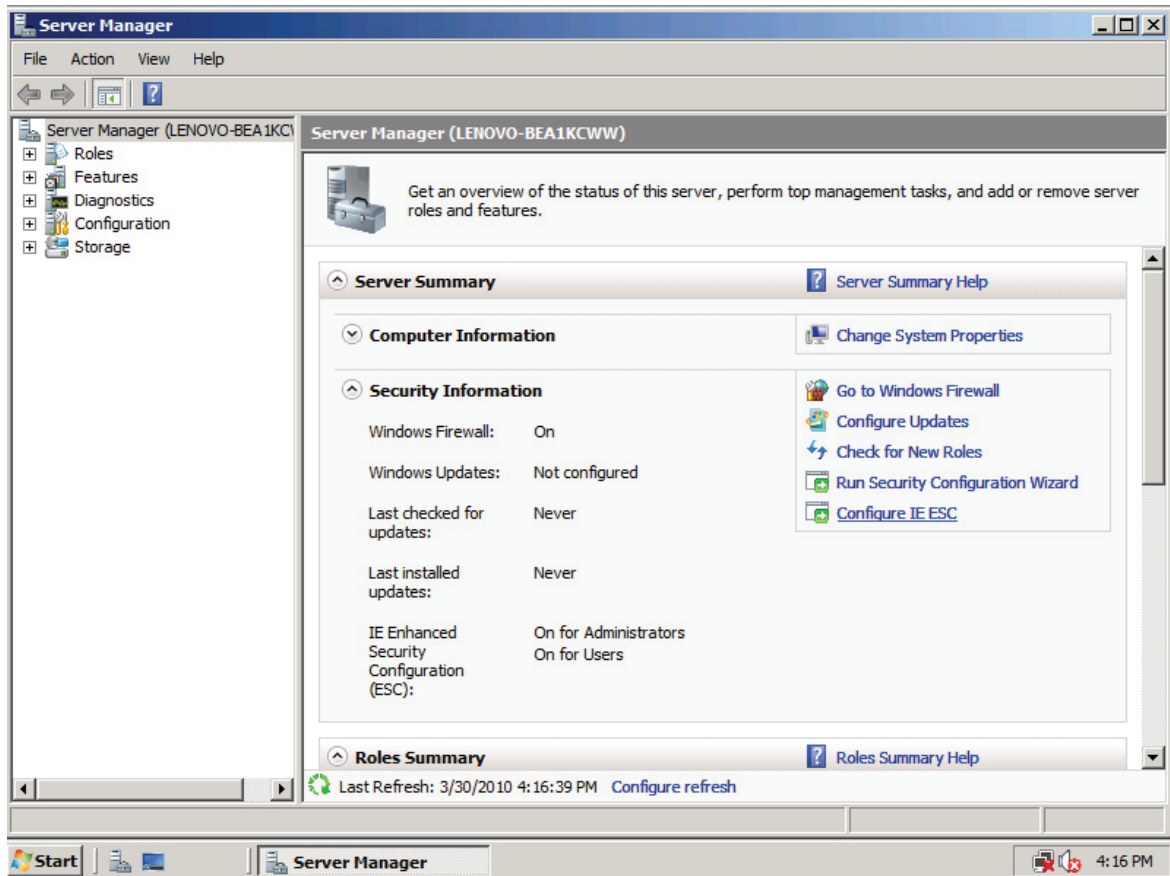 Server Manager
File Action View Help
Server Manager (LENOVO-BEA1KCW
Roles
Features
Diagnostics
Configuration
Storage
Server Manager (LENOVO-BEA1KCWW)
Get an overview of the status of this server, perform top management tasks, and add or remove server
roles and features.
Server Summary
Server Summary Help
Computer Information
Change System Properties
Security Information
Windows Firewall: On
Windows Updates: Not configured
Last checked for Never
updates:
Last installed Never
updates:
IE Enhanced On for Administrators
Security On for Users
Configuration
(ESC):
Go to Windows Firewall
Configure Updates
Check for New Roles
Run Security Configuration Wizard
Configure IE ESC
Roles Summary
Roles Summary Help
Last Refresh: 3/30/2010 4:16:39 PM Configure refresh
Start
Server Manager
4:16 PM